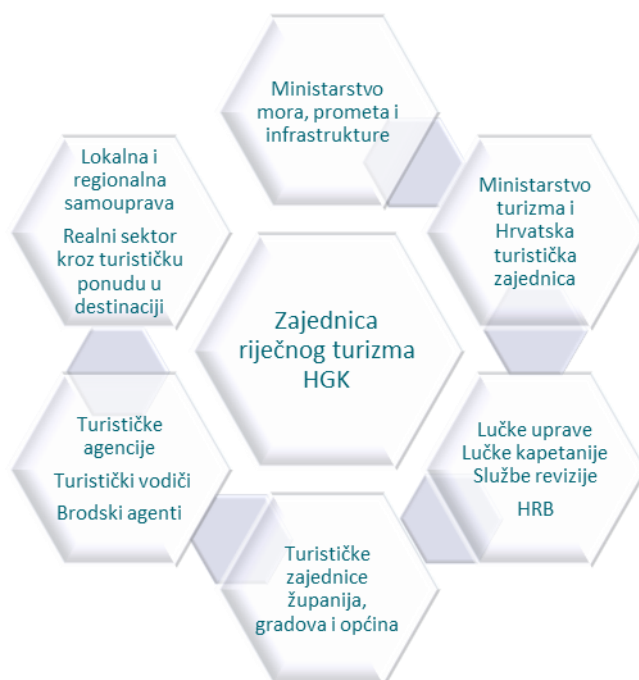 Ministarstvo
mora, prometa i
infrastrukture
Lokalna i
regionalna
samouprava
Realni sektor
kroz turističku
ponudu u
destinaciji
Ministarstvo
turizma i
Hrvatska
turistička
zajednica
Zajednica
riječnog turizma
HGK
Turističke
agencije
Turistički vodiči
Brodski agenti
Lučke uprave
Lučke kapetanije
Službe revizije
HRB
Turističke
zajednice
županija,
gradova i općina